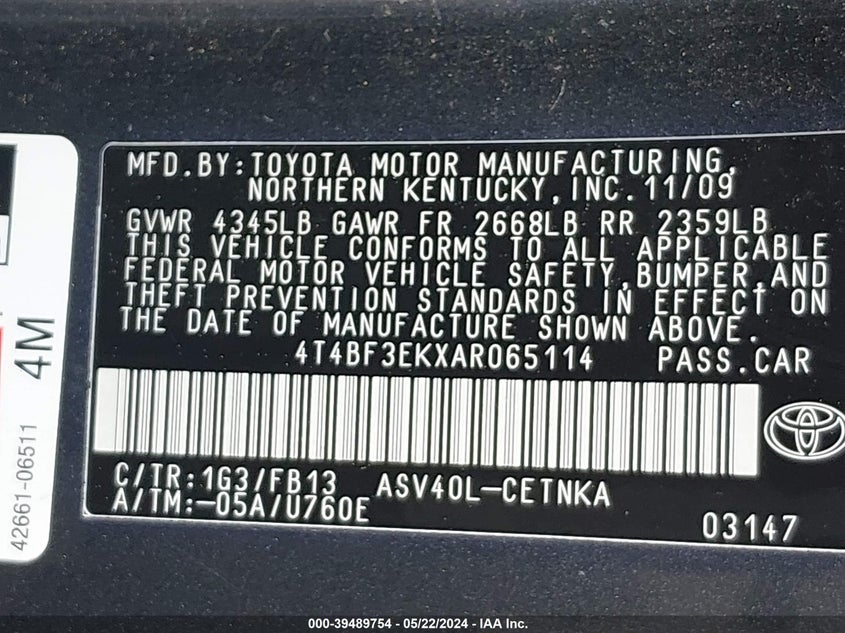 MFD.BY:TOYOTA MOTOR MANUFACTURING,
NORTHERN KENTUCKY,INC.11/09
GVWR 4345LB GAWR FR 2668LB RR 2359LB
THIS VEHICLE CONFORMS TO ALL APPLICABLE
FEDERAL MOTOR VEHICLE SAFETY,BUMPER,AND
THEFT PREVENTION STANDARDS IN EFFECT ON
THE DATE OF MANUFACTURE SHOWN ABOVE.
4T4BF3EKXAR065114 PASS.CAR
C/TR:1G3/FB13 ASV40L-CETNKA
A/TM:-05A/U760E
03147
42661-06511 4M
000-39489754 - 05/22/2024 - IAA Inc.